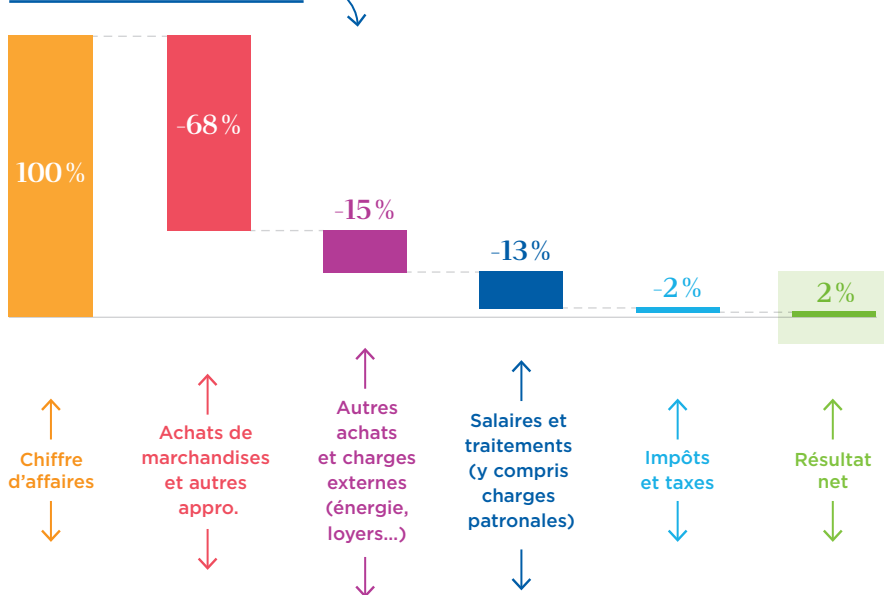 100 %
-68 %
-15 %
-13 %
-2 %
2 %
Chiffre
d'affaires
Achats de
marchandises
et autres
appro.
Autres
achats
et charges
externes
(énergie,
loyers...)
Salaires et
traitements
(y compris
charges
patronales)
Impôts
et taxes
Résultat
net